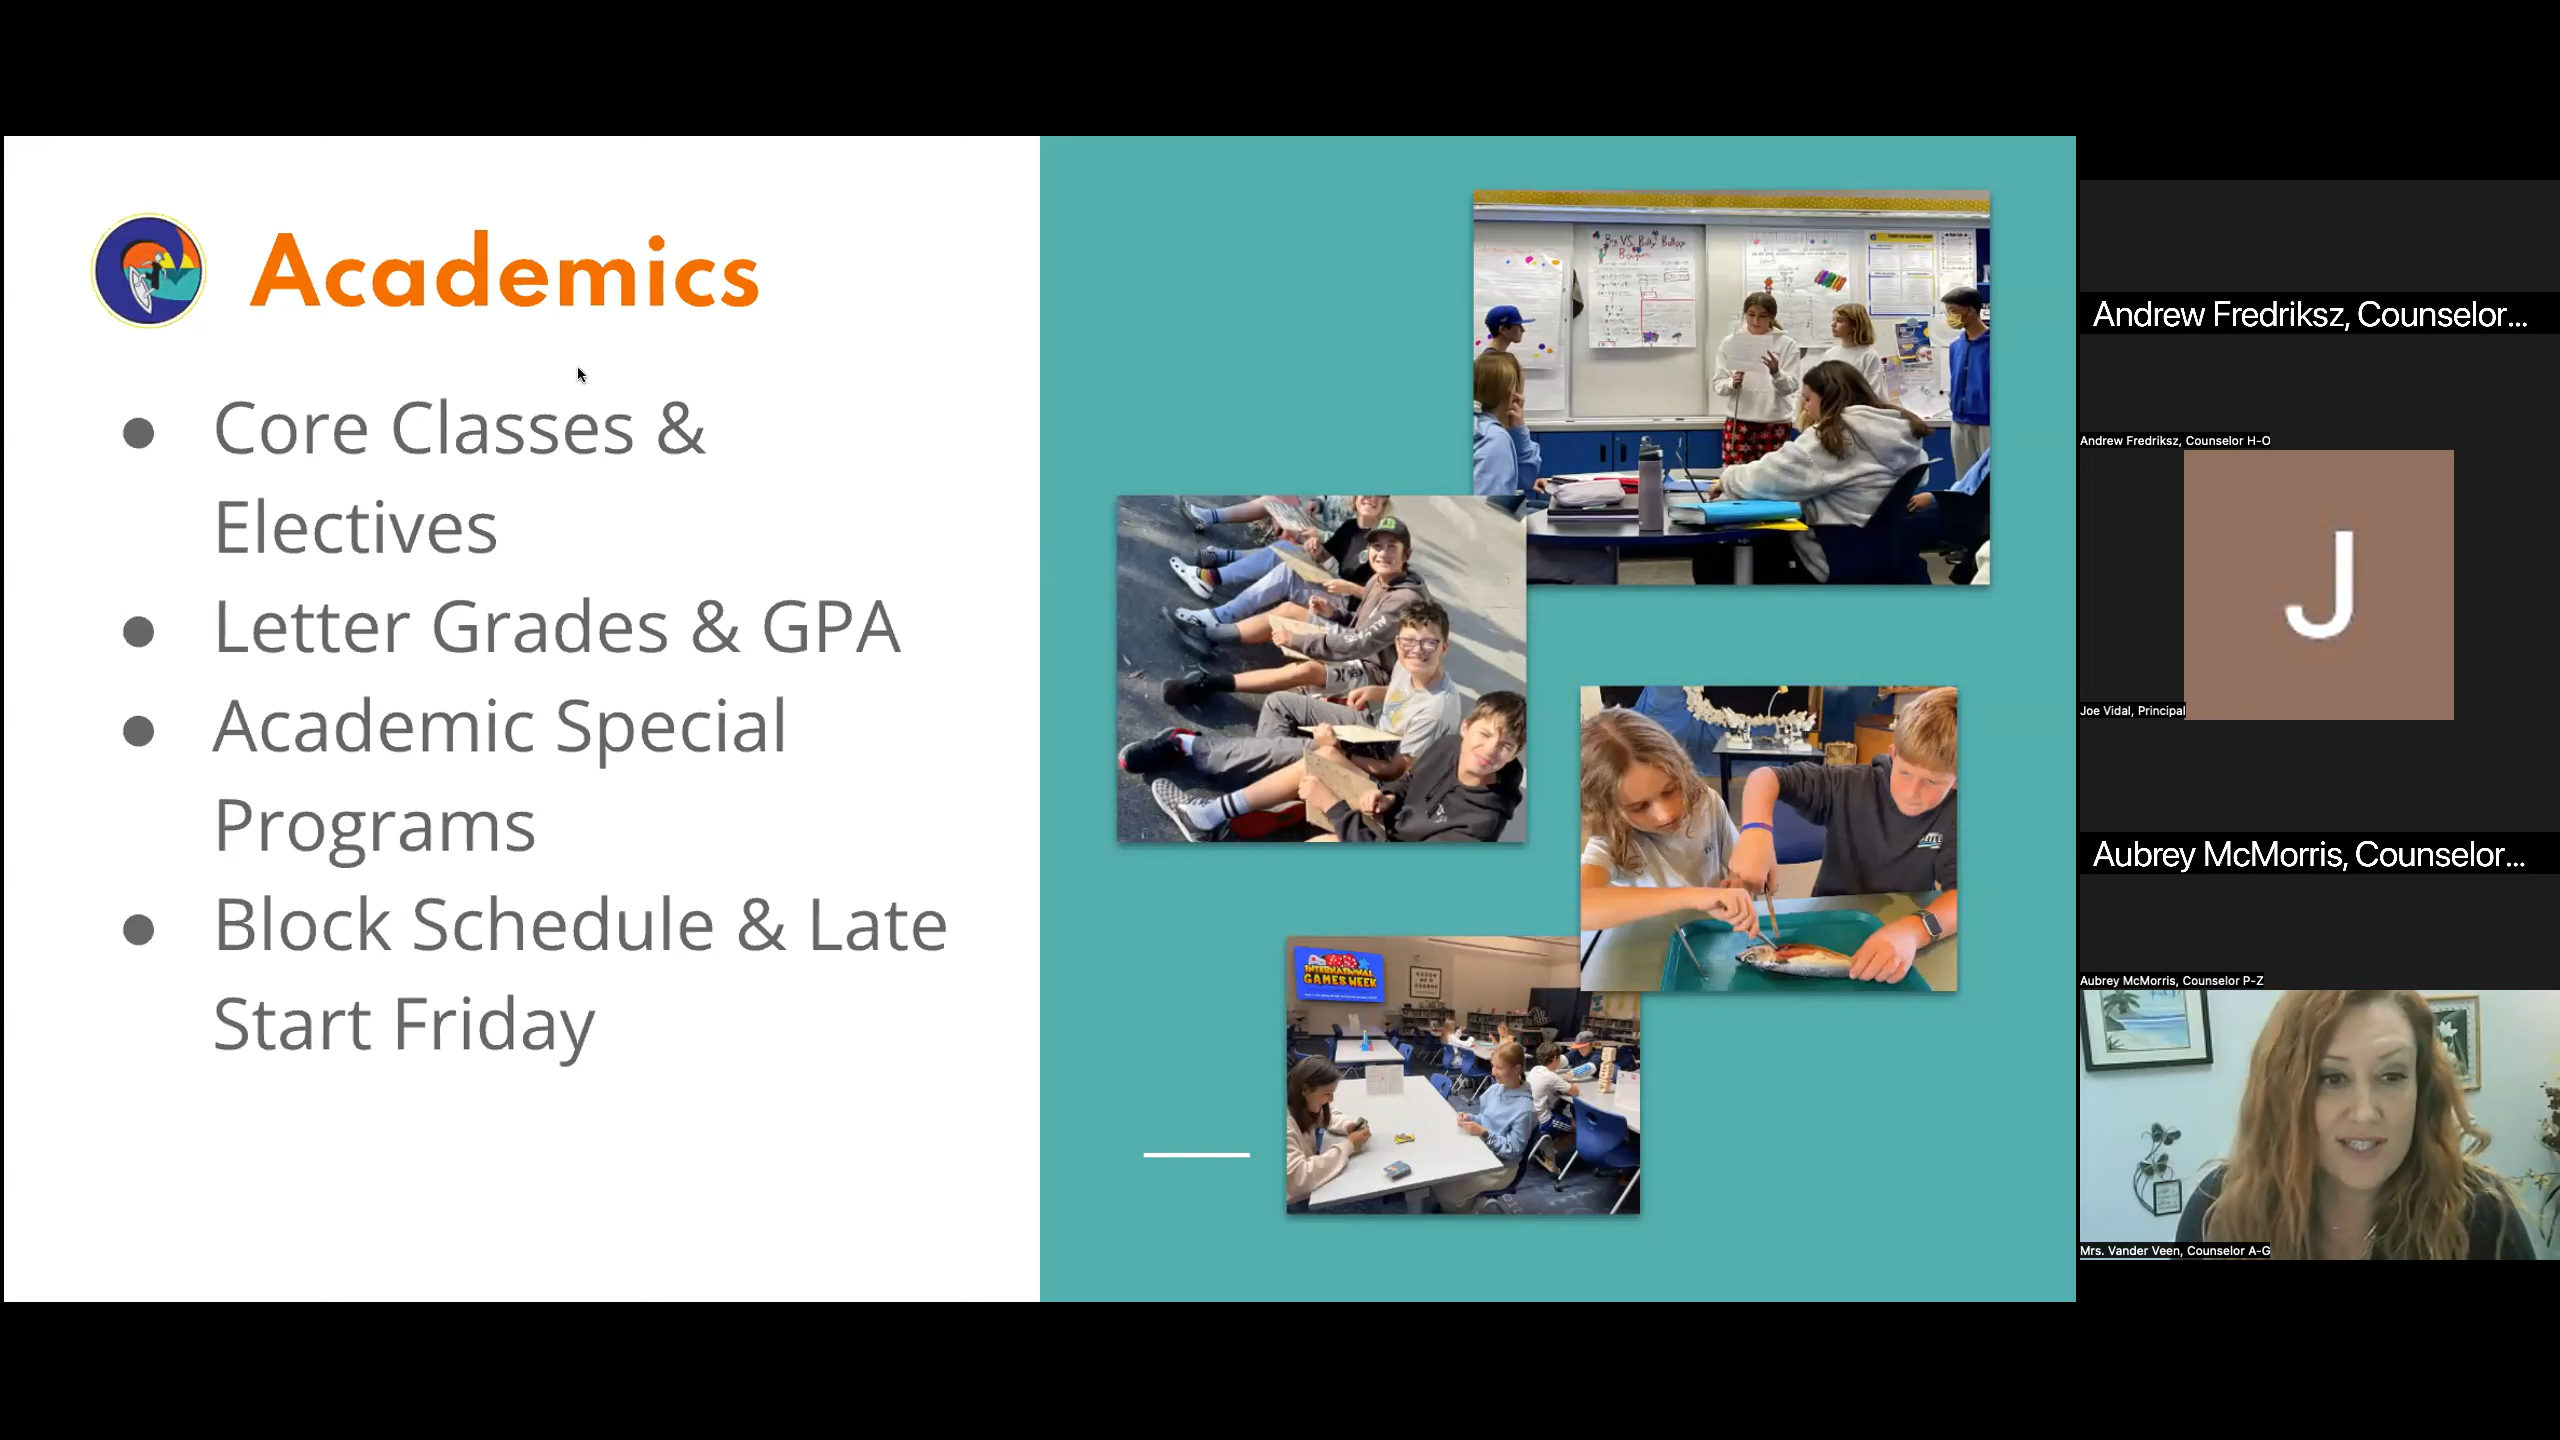 Academics
● Core Classes &
Electives
● Letter Grades & GPA
● Academic Special
Programs
● Block Schedule & Late
Start Friday
INTERNATIONAL
GAMES WEEK
Andrew Fredriksz, Counselor...
Andrew Fredriksz, Counselor H-O
J
Joe Vidal, Principal
Aubrey McMorris, Counselor...
Aubrey McMorris, Counselor P-Z
Mrs. Vander Veen, Counselor A-G